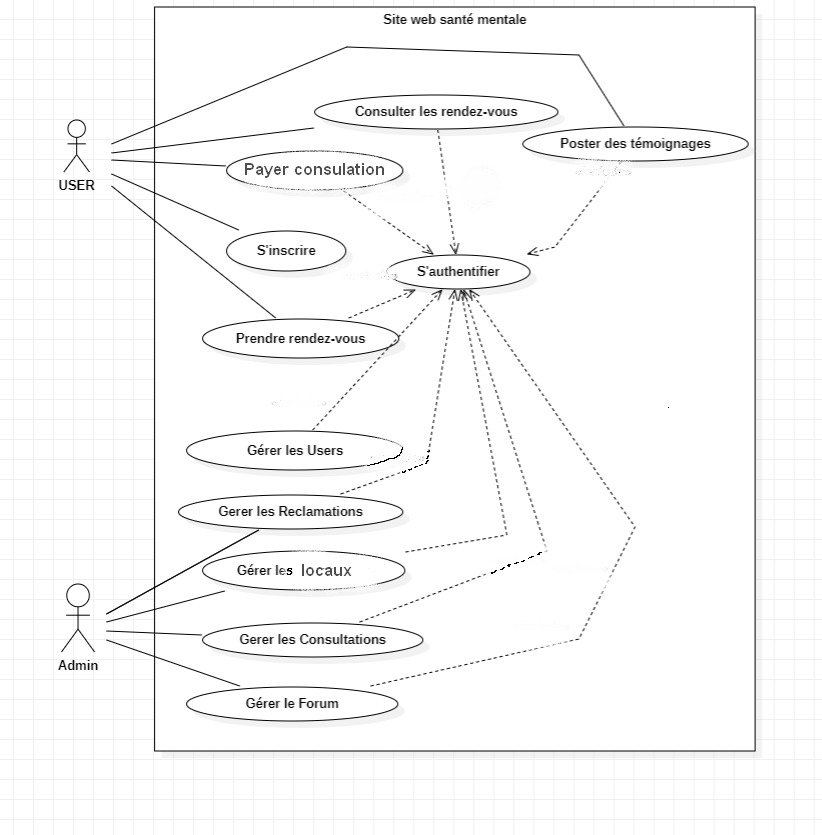 Site web santé mentale
Consulter les rendez-vous
Poster des témoignages
Payer consulation
USER
S'inscrire
S'authentifier
Prendre rendez-vous
Gérer les Users
Gerer les Reclamations
Gérer les locaux
Gerer les Consultations
Admin
Gérer le Forum